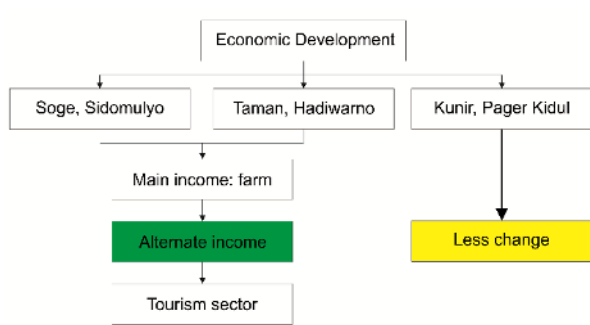 Economic Development
Soge, Sidomulyo
Taman, Hadiwarno
Kunir, Pager Kidul
Main income: farm
Alternate income
Less change
Tourism sector